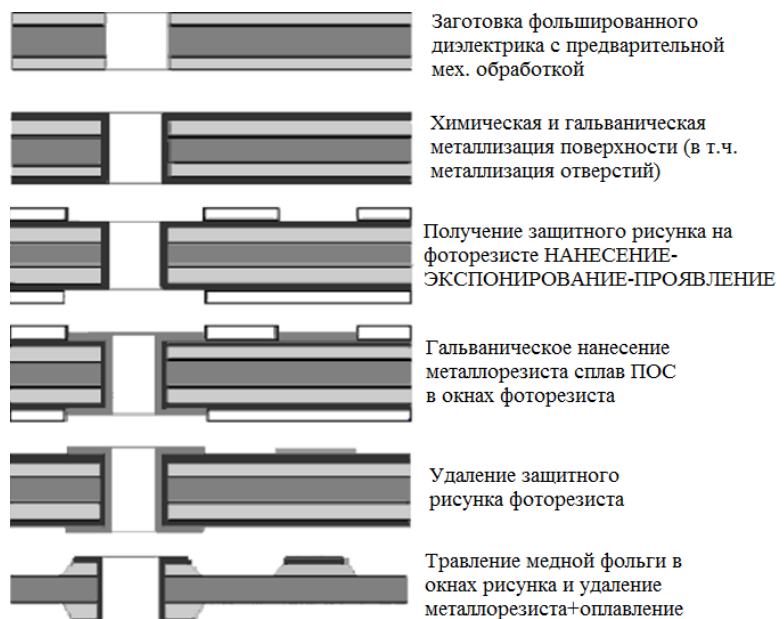 Заготовка фольшированного
диэлектрика с предварительной
мех. обработкой
Химическая и гальваническая
металлизация поверхности (в т.ч.
металлизация отверстий)
Получение защитного рисунка на
фоторезисте НАНЕСЕНИЕ-
ЭКСПОНИРОВАНИЕ-ПРОЯВЛЕНИЕ
Гальваническое нанесение
металлорезиста сплав ПОС
в окнах фоторезиста
Удаление защитного
рисунка фоторезиста
Травление медной фольги в
окнах рисунка и удаление
металлорезиста+оплавление